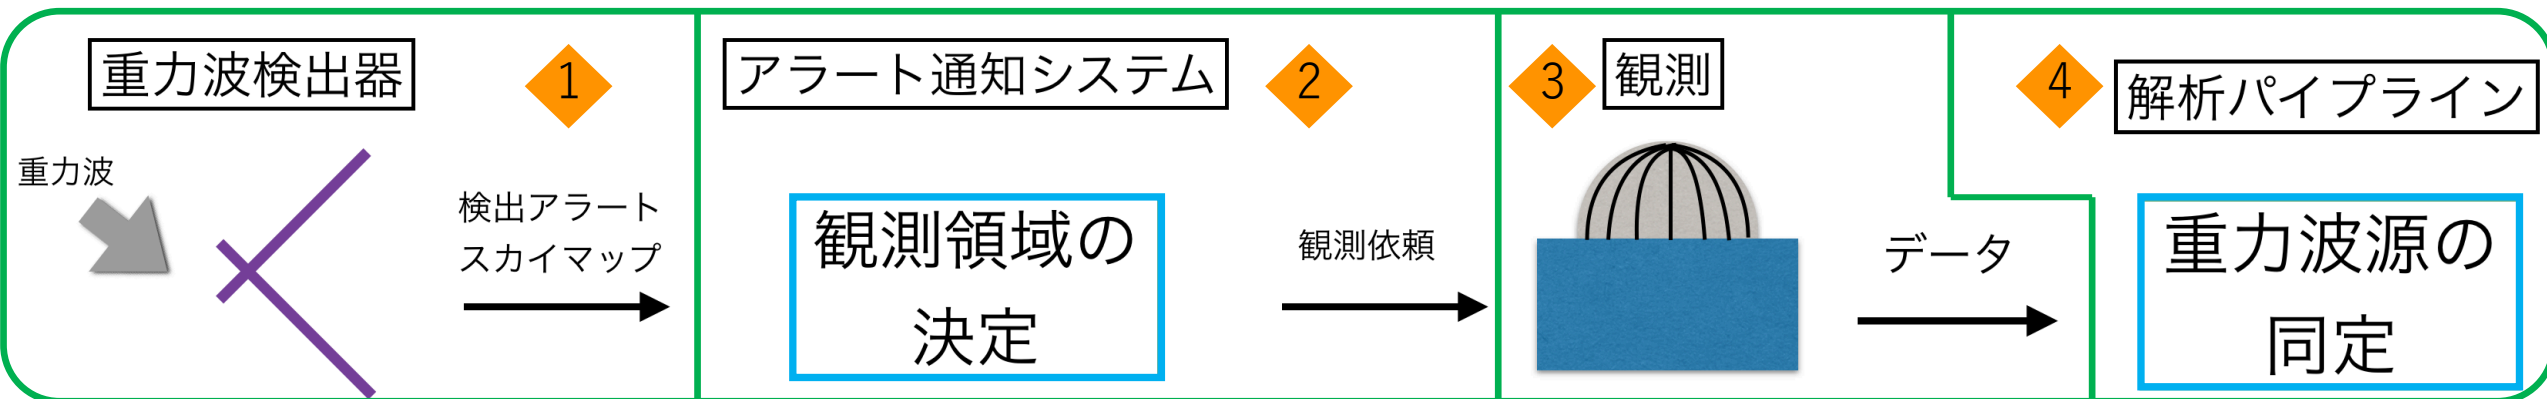 重力波検出器
1
重力波
検出アラート
スカイマップ
アラート通知システム
2
観測領域の
決定
観測依頼
3
観測
データ
4
解析パイプライン
重力波源の
同定